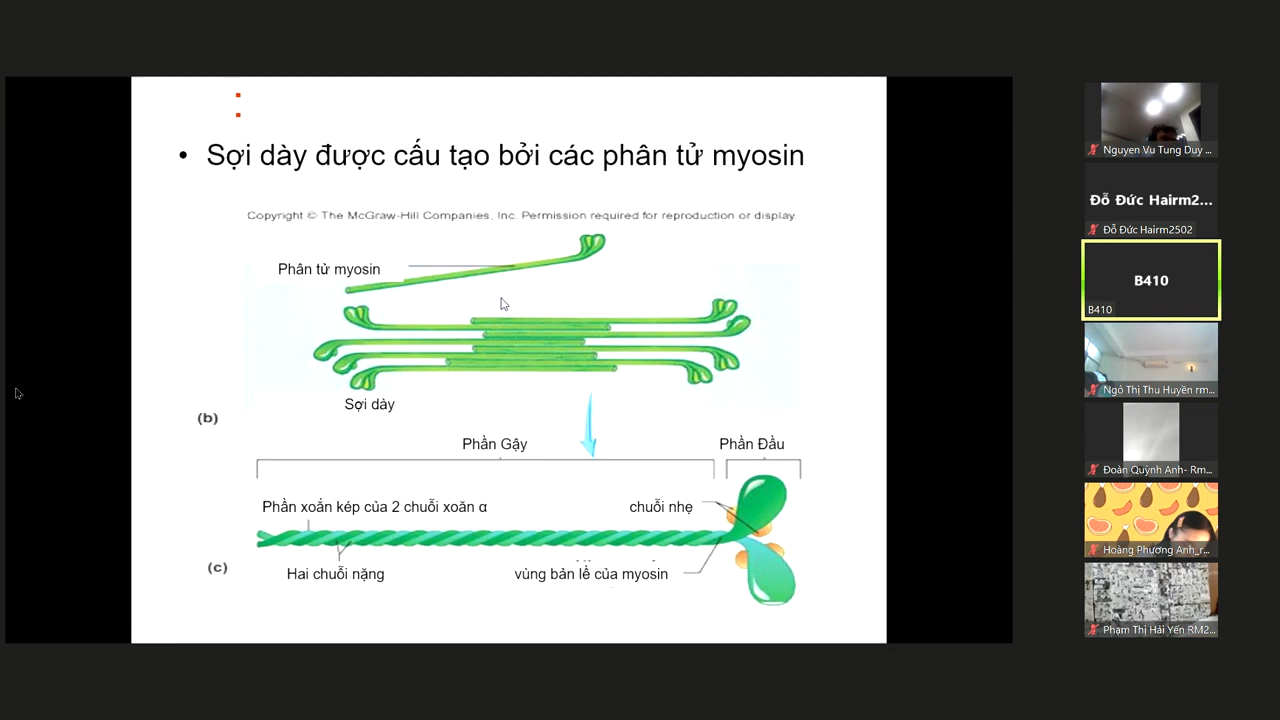 • Sợi dày được cấu tạo bởi các phân tử myosin
Copyright © The McGraw-Hill Companies, Inc. Permission required for reproduction or display.
Phân tử myosin
Sợi dày
(b)
Phần Gậy
Phần Đầu
Phần xoắn kép của 2 chuỗi xoăn α
chuỗi nhẹ
(c)
Hai chuỗi nặng
vùng bản lề của myosin
Nguyen Vu Tung Duy ...
Đỗ Đức Hairm2...
Đỗ Đức Hairm2502
B410
B410
Ngô Thị Thu Huyền rm...
Đoàn Quỳnh Anh- Rm...
Hoàng Phương Anh_r...
Phạm Thị Hải Yến RM2...